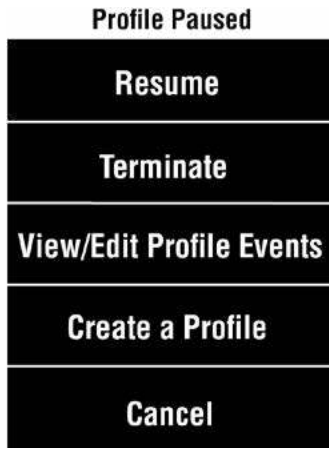 Profile Paused
Resume
Terminate
View/Edit Profile Events
Create a Profile
Cancel